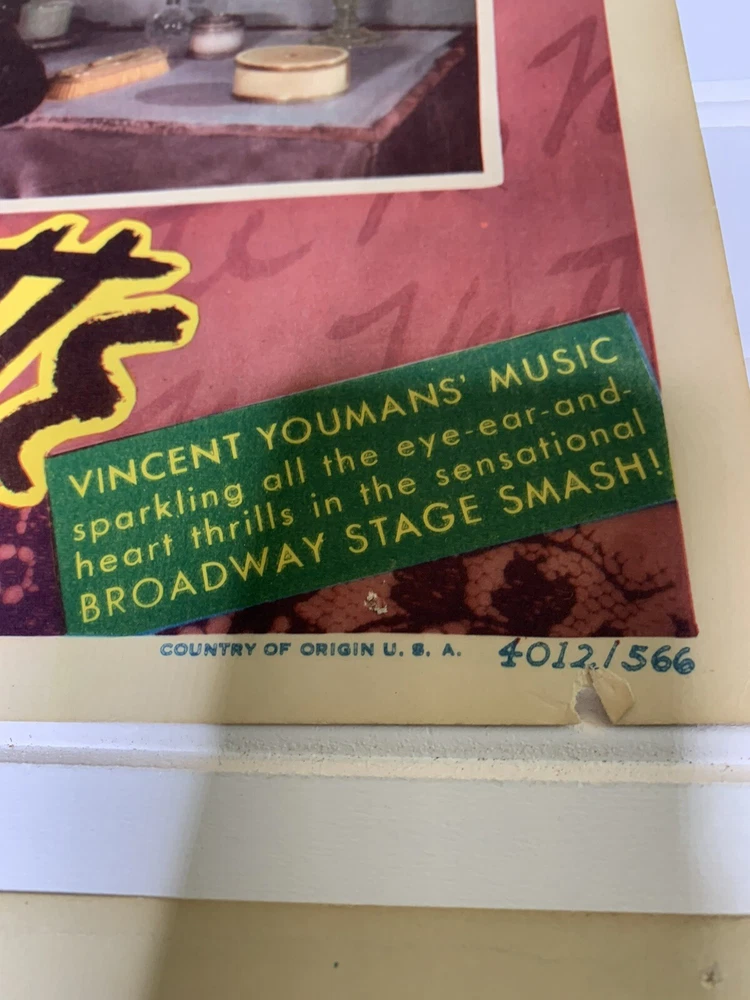 VINCENT YOUMANS' MUSIC
sparkling all the eye-ear-and-
heart thrills in the sensational
BROADWAY STAGE SMASH!
COUNTRY OF ORIGIN U. S. A.
4012/566